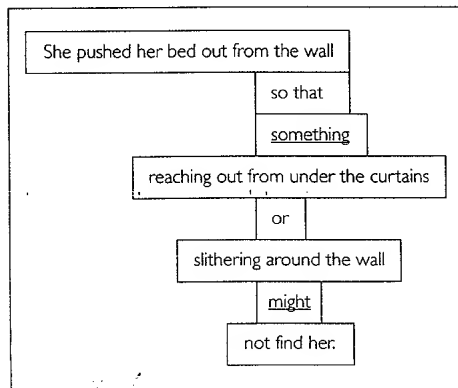 She pushed her bed out from the wall
so that
something
reaching out from under the curtains
or
slithering around the wall
might
not find her.